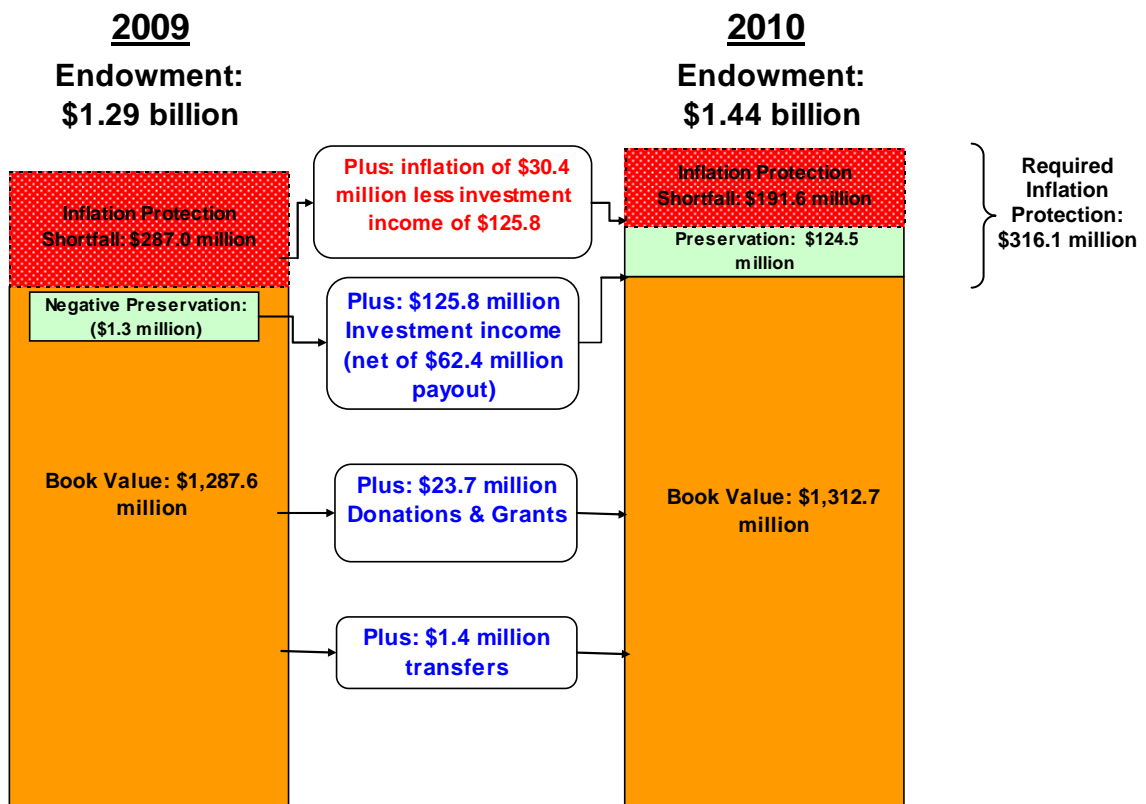 2009
Endowment:
$1.29 billion
2010
Endowment:
$1.44 billion
Inflation Protection
Shortfall: $287.0 million
Negative Preservation:
($1.3 million)
Book Value: $1,287.6
million
Plus: inflation of $30.4
million less investment
income of $125.8
Plus: $125.8 million
Investment income
(net of $62.4 million
payout)
Plus: $23.7 million
Donations & Grants
Plus: $1.4 million
transfers
Inflation Protection
Shortfall: $191.6 million
Preservation: $124.5
million
Book Value: $1,312.7
million
Required
Inflation
Protection:
$316.1 million